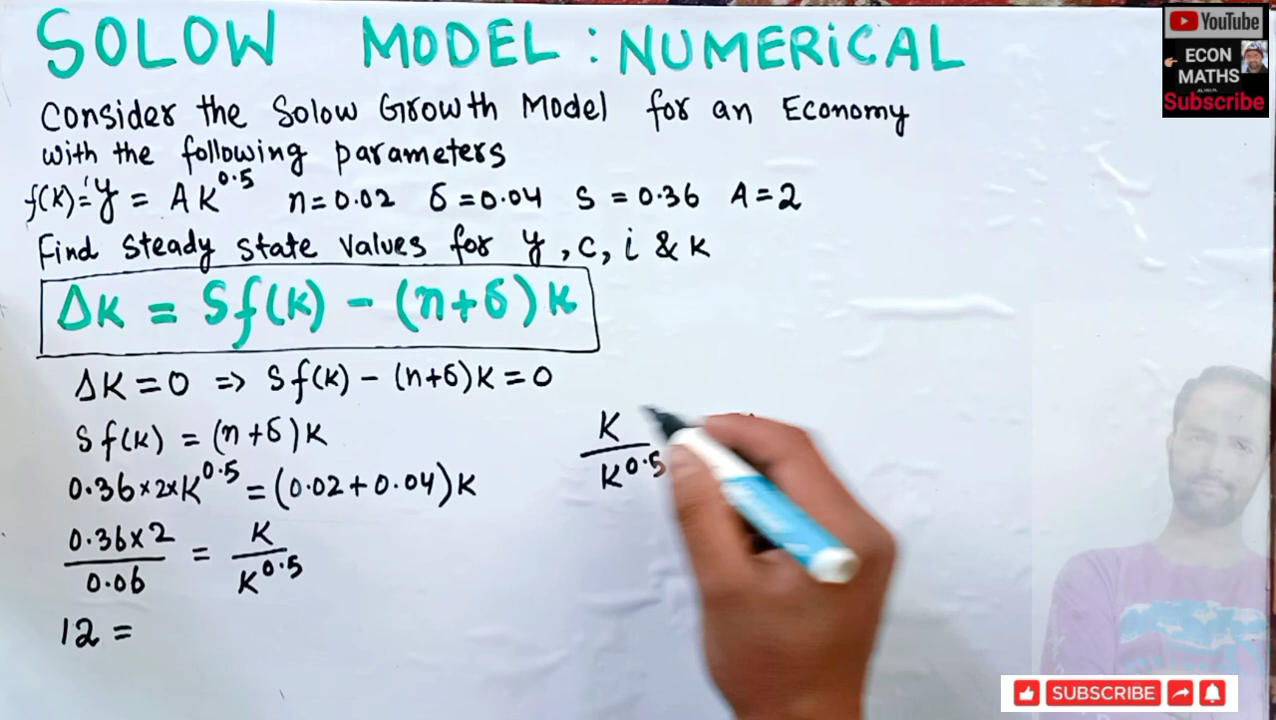 SOLOW MODEL : NUMERICAL
YouTube
ECON
MATHS
Subscribe
Consider the Solow Growth Model for an Economy
with the following parameters
f(K)='y = AK^0.5 n=0.02 δ=0.04 S=0.36 A=2
Find steady state values for y, c, i & K
ΔK = Sf(K) - (n+δ)K
ΔK=0 => Sf(K) - (n+δ)K=0
Sf(K) = (n+δ)K
0.36×2×K^0.5 = (0.02+0.04)K
0.36×2/0.06 = K/K^0.5
12 =
K/K^0.5
SUBSCRIBE